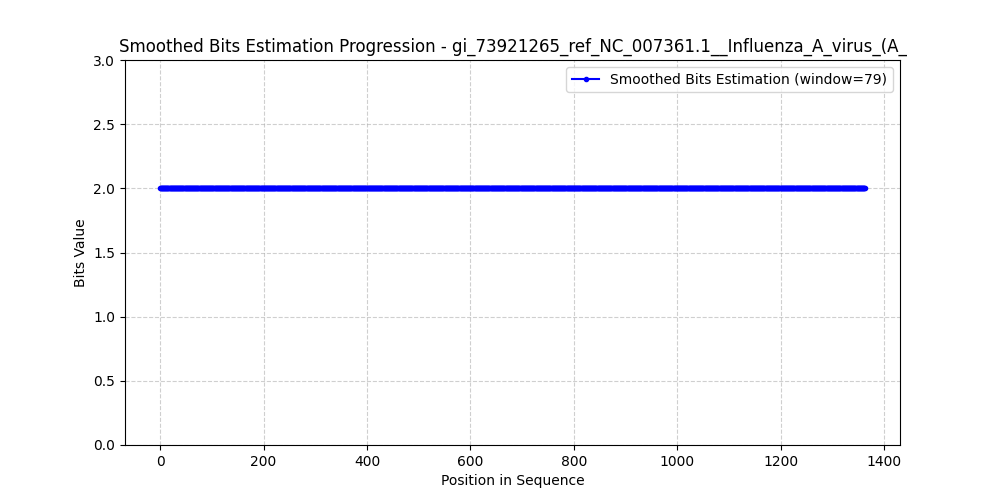 Smoothed Bits Estimation Progression - gi_73921265_ref_NC_007361.1__Influenza_A_virus_(A_
Smoothed Bits Estimation (window=79)
3.0
2.5
2.0
1.5
1.0
0.5
0.0
Bits Value
0 200 400 600 800 1000 1200 1400
Position in Sequence